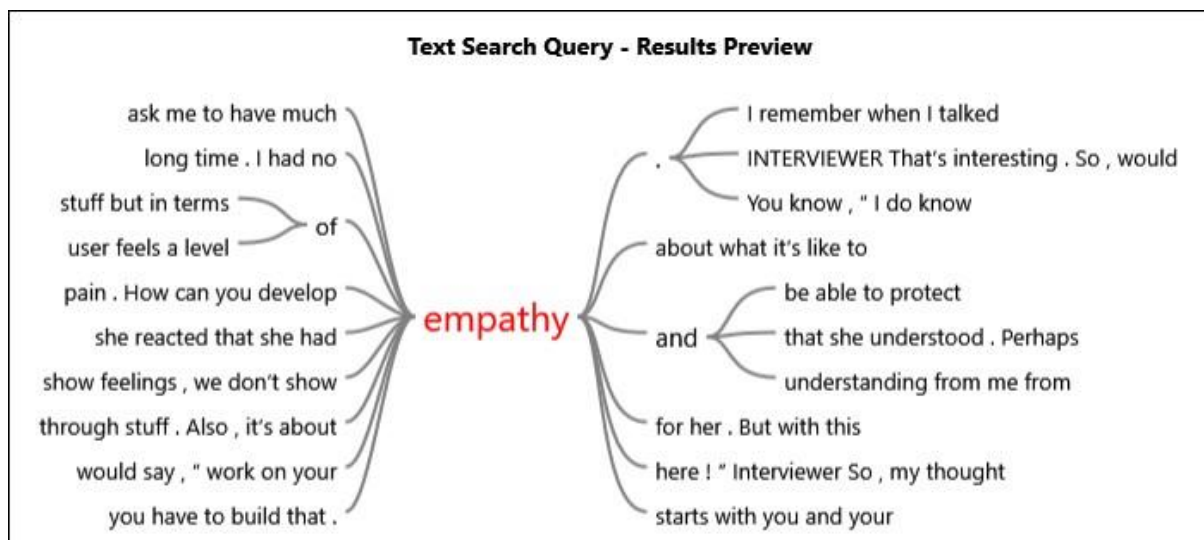 Text Search Query - Results Preview
ask me to have much
long time . I had no
stuff but in terms
user feels a level
of
pain . How can you develop
she reacted that she had
show feelings , we don't show
through stuff . Also , it's about
would say , " work on your
you have to build that .
empathy
.
I remember when I talked
INTERVIEWER That's interesting . So , would
You know , " I do know
about what it's like to
and
be able to protect
that she understood . Perhaps
understanding from me from
for her . But with this
here ! " Interviewer So , my thought
starts with you and your